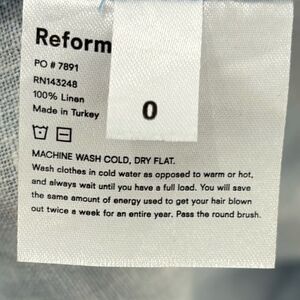 Reform
PO # 7891
RN143248
100% Linen
Made in Turkey
0
MACHINE WASH COLD, DRY FLAT.
Wash clothes in cold water as opposed to warm or hot,
and always wait until you have a full load. You will save
the same amount of energy used to get your hair blown
out twice a week for an entire year. Pass the round brush.